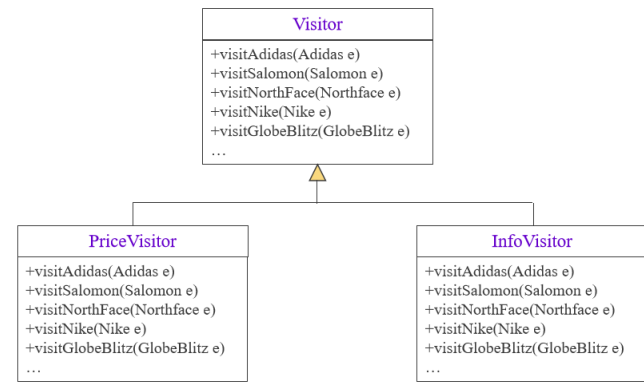 Visitor
+visitAdidas(Adidas e)
+visitSalomon(Salomon e)
+visitNorthFace(Northface e)
+visitNike(Nike e)
+visitGlobeBlitz(GlobeBlitz e)
…
PriceVisitor
+visitAdidas(Adidas e)
+visitSalomon(Salomon e)
+visitNorthFace(Northface e)
+visitNike(Nike e)
+visitGlobeBlitz(GlobeBlitz e)
…
InfoVisitor
+visitAdidas(Adidas e)
+visitSalomon(Salomon e)
+visitNorthFace(Northface e)
+visitNike(Nike e)
+visitGlobeBlitz(GlobeBlitz e)
…